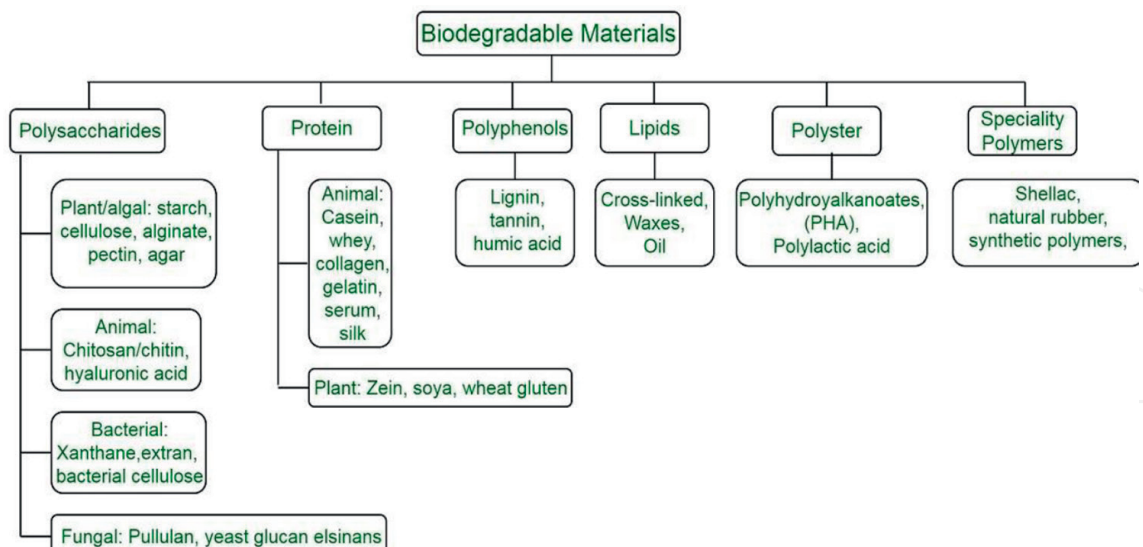 Biodegradable Materials
Polysaccharides
Protein
Polyphenols
Lipids
Polyster
Speciality
Polymers
Plant/algal: starch,
cellulose, alginate,
pectin, agar
Animal:
Chitosan/chitin,
hyaluronic acid
Bacterial:
Xanthane,extran,
bacterial cellulose
Fungal: Pullulan, yeast glucan elsinans
Animal:
Casein,
whey,
collagen,
gelatin,
serum,
silk
Plant: Zein, soya, wheat gluten
Lignin,
tannin,
humic acid
Cross-linked,
Waxes,
Oil
Polyhydroyalkanoates,
(PHA),
Polylactic acid
Shellac,
natural rubber,
synthetic polymers,